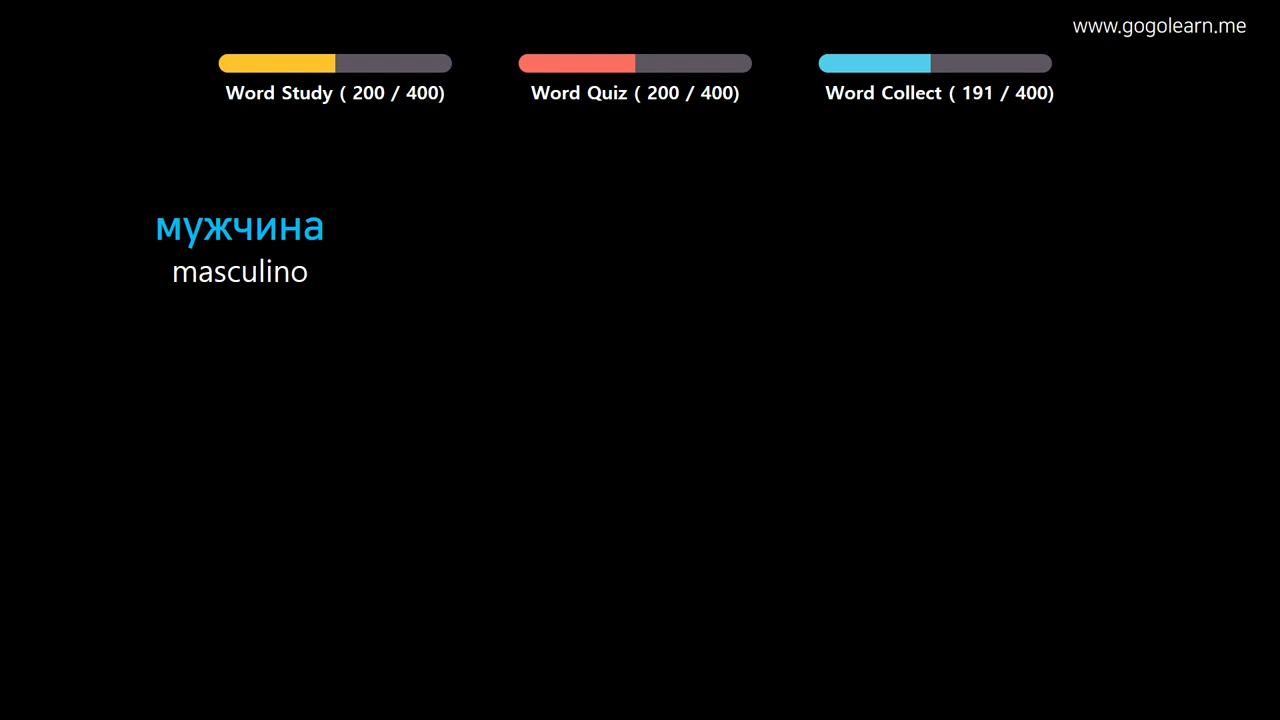 www.gogolearn.me
Word Study ( 200 / 400)
Word Quiz ( 200 / 400)
Word Collect ( 191 / 400)
мужчина
masculino